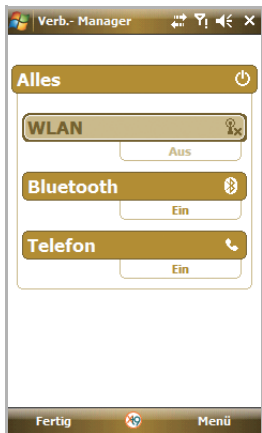 Verb.- Manager
Alles
WLAN
Aus
Bluetooth
Ein
Telefon
Ein
Fertig Menü